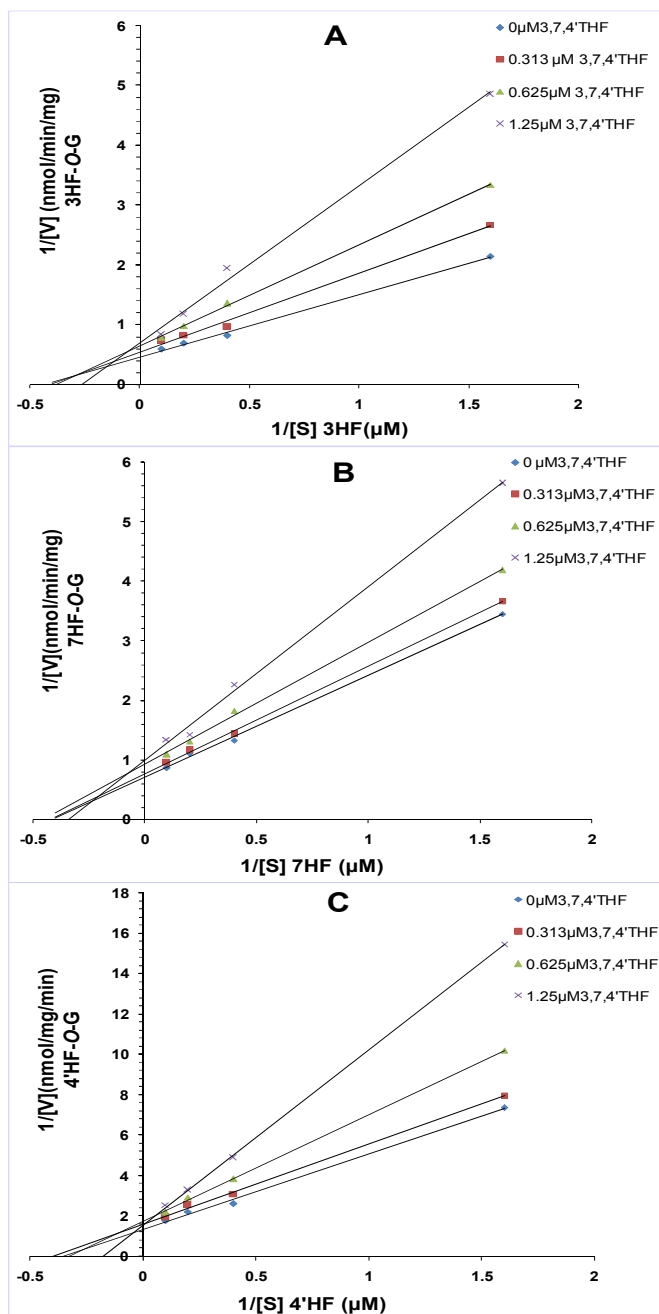 A
0µM3,7,4'THF
0.313 µM 3,7,4'THF
0.625µM 3,7,4'THF
1.25µM 3,7,4'THF
1/[V] (nmol/min/mg)
3HF-O-G
6
5
4
3
2
1
0
-0.5 0 0.5 1 1.5 2
1/[S] 3HF(µM)
B
0 µM3,7,4'THF
0.313µM3,7,4'THF
0.625µM3,7,4'THF
1.25µM3,7,4'THF
1/[V](nmol/min/mg)
7HF-O-G
6
5
4
3
2
1
0
-0.5 0 0.5 1 1.5 2
1/[S] 7HF (µM)
C
0µM3,7,4'THF
0.313µM3,7,4'THF
0.625µM3,7,4'THF
1.25µM3,7,4'THF
1/[V](nmol/mg/min)
4'HF-O-G
18
16
14
12
10
8
6
4
2
0
-0.5 0 0.5 1 1.5 2
1/[S] 4'HF (µM)